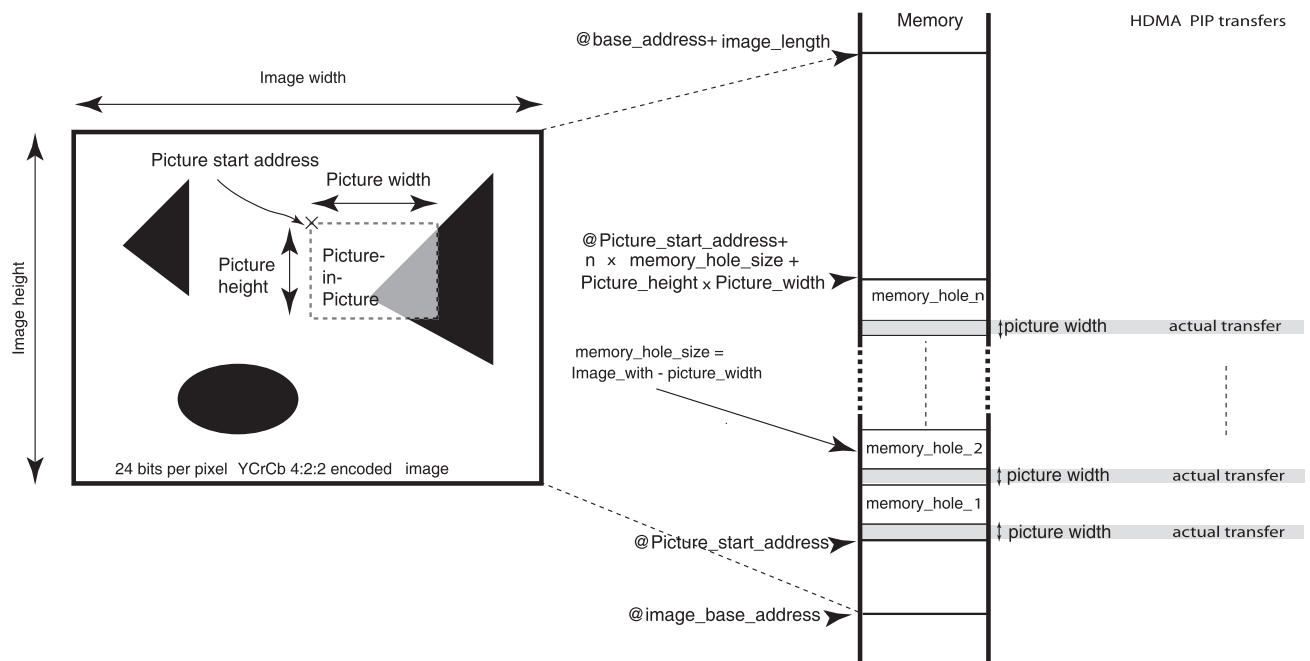 Memory
HDMA PIP transfers
@base_address+ image_length
Image width
Picture start address
Picture width
Image height
Picture
height
Picture-
in-
Picture
@Picture_start_address+
n x memory_hole_size +
Picture_height x Picture_width
memory_hole_n
picture width
actual transfer
memory_hole_size =
Image_with - picture_width
memory_hole_2
picture width
actual transfer
memory_hole_1
24 bits per pixel YCrCb 4:2:2 encoded image
picture width
actual transfer
@Picture_start_address
@image_base_address